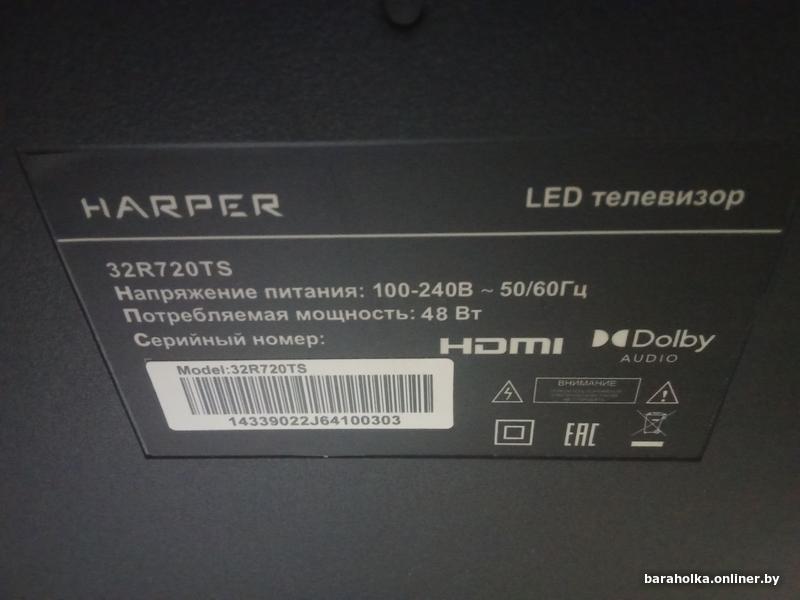 HARPER
LED телевизор
32R720TS
Напряжение питания: 100-240В ~ 50/60Гц
Потребляемая мощность: 48 Вт
Серийный номер:
HDMI
Dolby
AUDIO
Model:32R720TS
14339022J64100303
ВНИМАНИЕ
EAC
baraholka.onliner.by